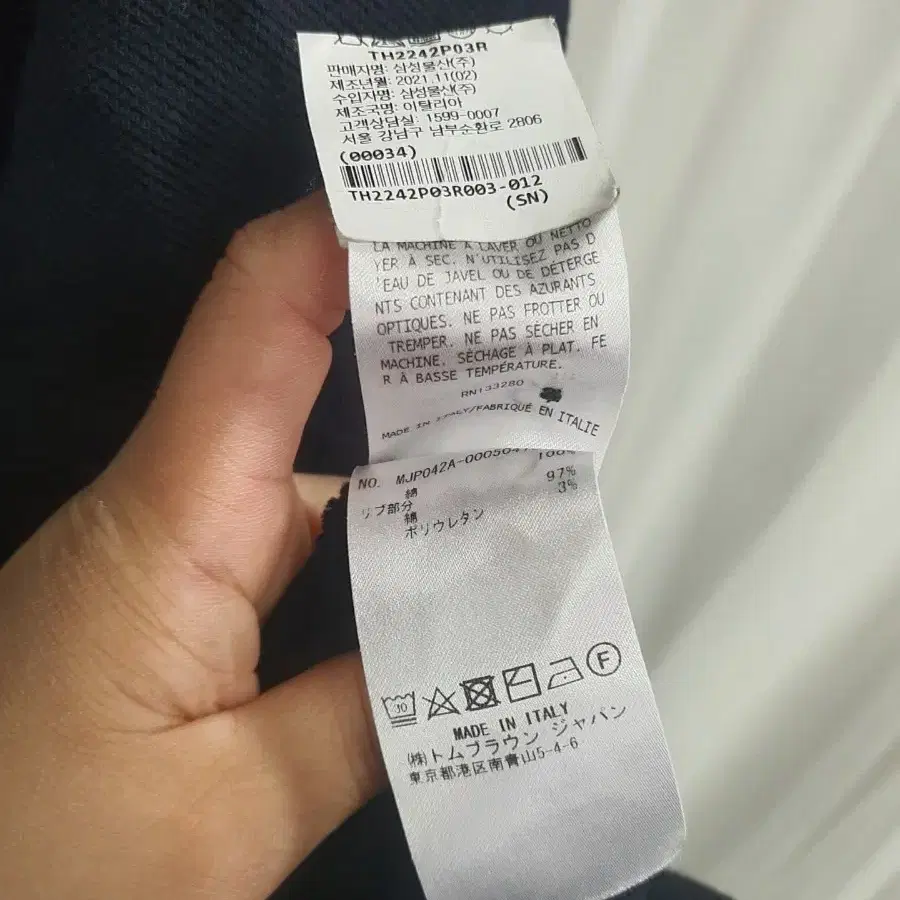 TH2242P03R
판매자명: 삼성물산(주)
제조년월: 2021.11(02)
수입자명: 삼성물산(주)
제조국명: 이탈리아
고객상담실: 1599-0007
서울 강남구 남부순환로 2806
(00034)
TH2242P03R003-012
(SN)
LA MACHINE À LAVER OU NETTO
YER À SEC. N'UTILISEZ PAS D
'EAU DE JAVEL OU DE DÉTERGE
NTS CONTENANT DES AZURANTS
OPTIQUES. NE PAS FROTTER OU
TREMPER. NE PAS SÉCHER EN
MACHINE. SÉCHAGE À PLAT. FE
R À BASSE TEMPÉRATURE.
RN133280
MADE IN ITALY/FABRIQUÉ EN ITALIE
NO. MJP042A-00050
綿 100%
リブ部分 97%
綿 3%
ポリウレタン
30
F
MADE IN ITALY
(株)トムブラウン ジャパン
東京都港区南青山5-4-6